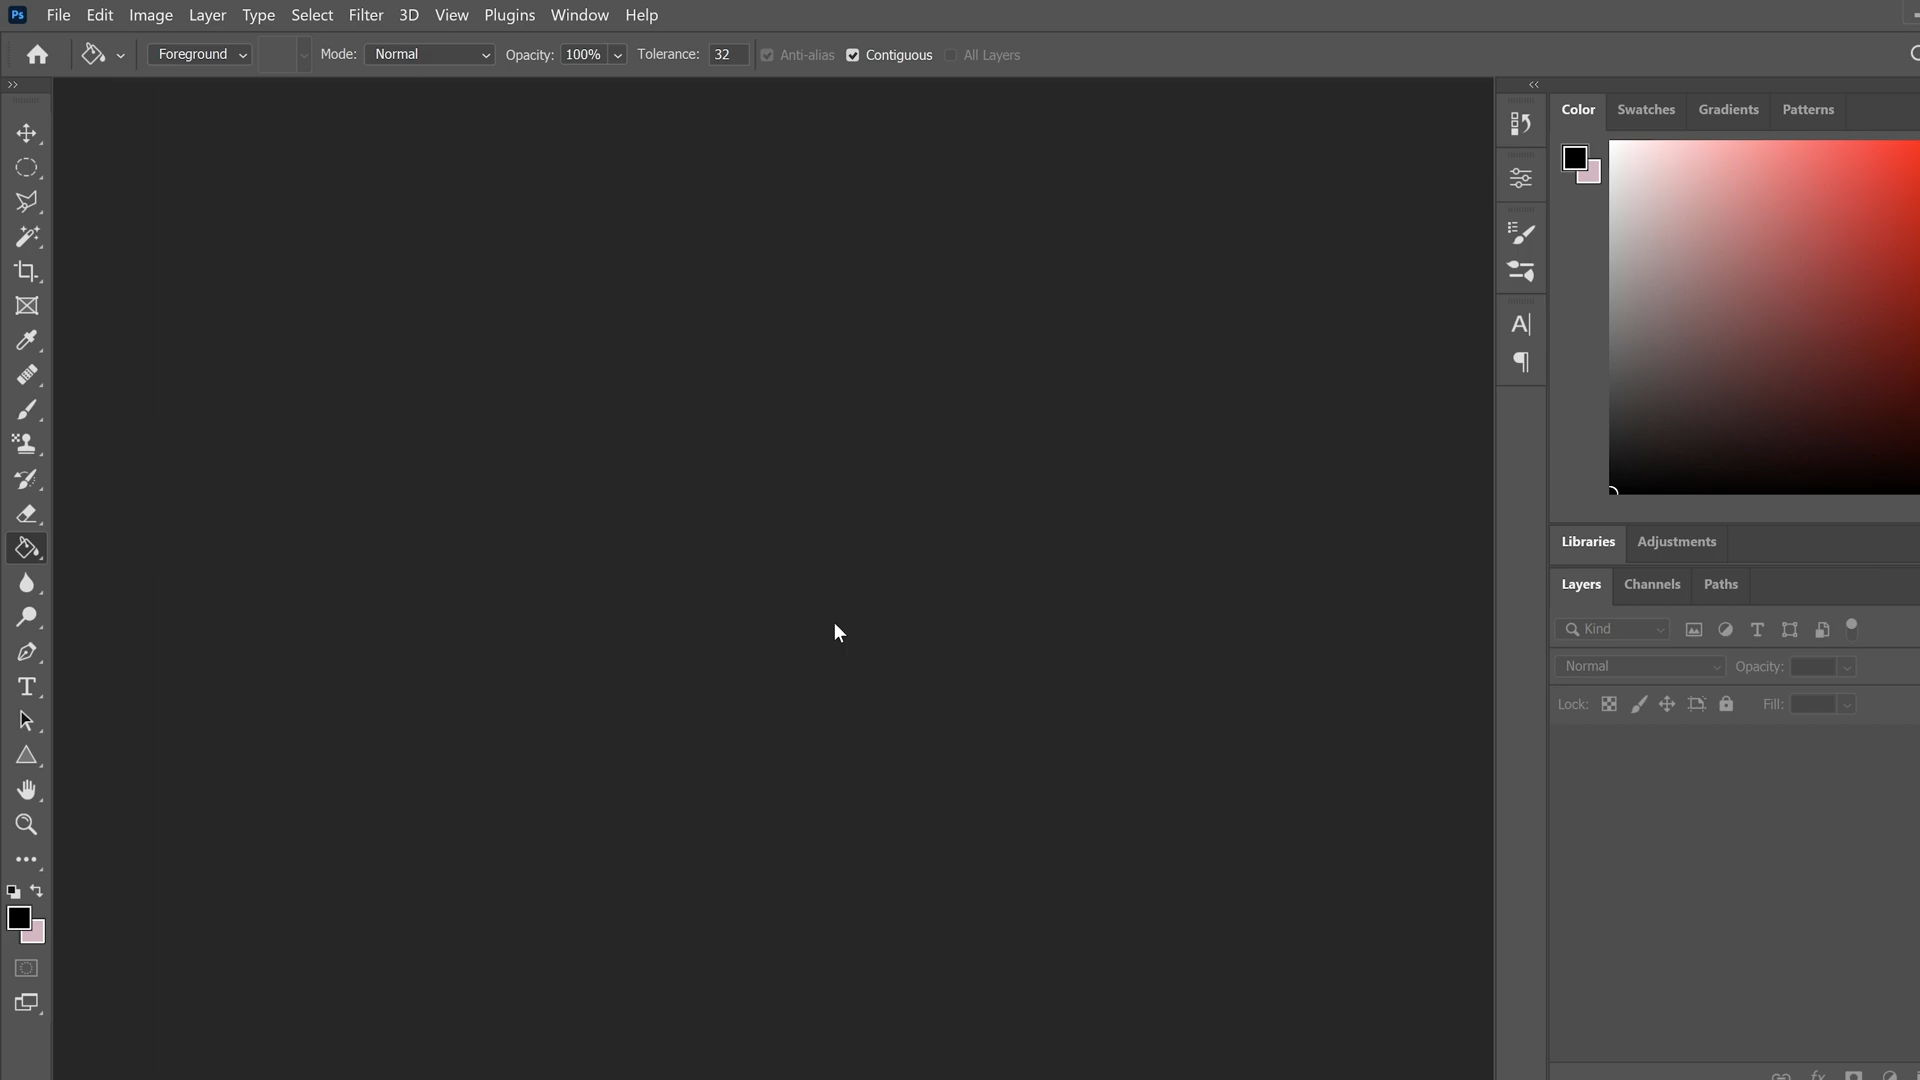 Ps File Edit Image Layer Type Select Filter 3D View Plugins Window Help
Foreground Mode: Normal Opacity: 100% Tolerance: 32 Anti-alias Contiguous All Layers
Color Swatches Gradients Patterns
Libraries Adjustments
Layers Channels Paths
Kind
Normal Opacity:
Lock: Fill: